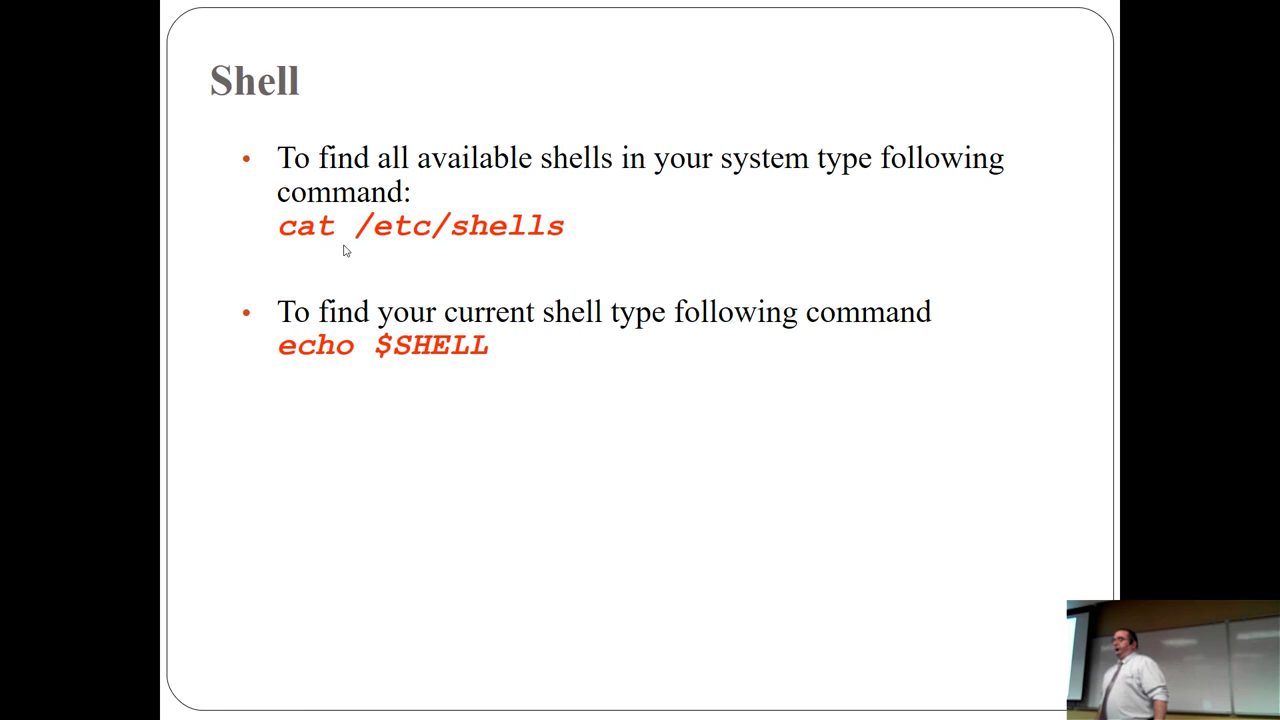 Shell
• To find all available shells in your system type following
command:
cat /etc/shells
• To find your current shell type following command
echo $SHELL